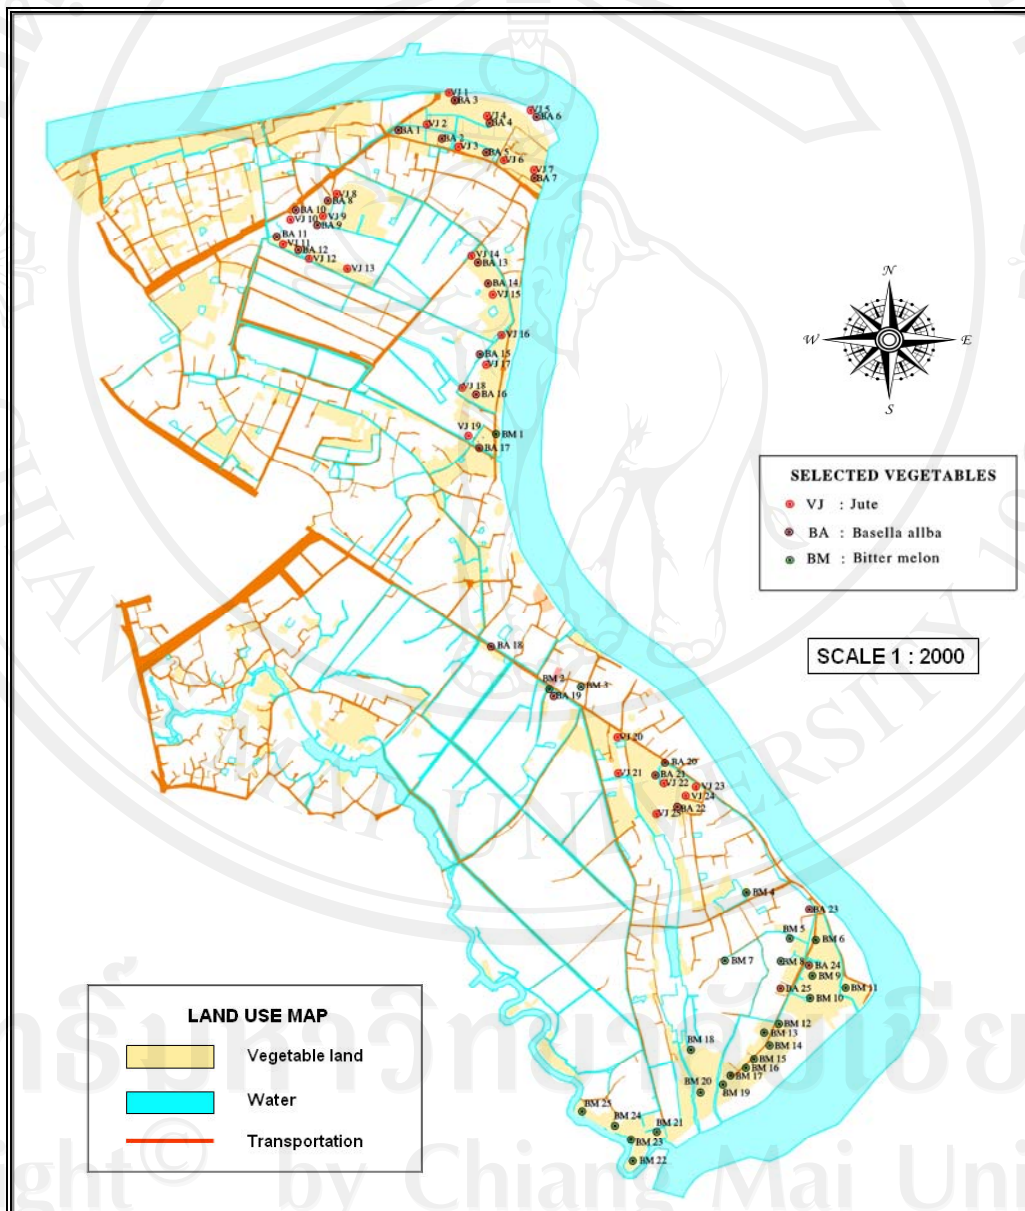 VJ 1
BA 3
VJ 5
VJ 4
BA 6
VJ 2
BA 4
BA 1
BA 2
VJ 3
BA 5
VJ 6
VJ 7
BA 7
VJ 8
BA 8
BA 10
VJ 10
VJ 9
BA 9
BA 11
VJ 11
BA 12
VJ 12
VJ 13
VJ 14
BA 13
BA 14
VJ 15
VJ 16
BA 15
VJ 17
VJ 18
BA 16
VJ 19
BM 1
BA 17
N
W
E
S
SELECTED VEGETABLES
VJ : Jute
BA : Basella allba
BM : Bitter melon
SCALE 1 : 2000
BA 18
BM 2
BM 3
BA 19
VJ 20
BA 20
VJ 21
BA 21
VJ 22
VJ 23
VJ 24
BA 22
VJ 25
BM 4
BA 23
BM 5
BM 6
BM 7
BM 8
BA 24
BM 9
BA 25
BM 11
BM 10
BM 12
BM 13
BM 14
BM 18
BM 15
BM 16
BM 17
BM 20
BM 19
BM 25
BM 24
BM 21
BM 23
BM 22
LAND USE MAP
Vegetable land
Water
Transportation
CHIANG MAI UNIVERSITY
ght © by Chiang Mai Uni